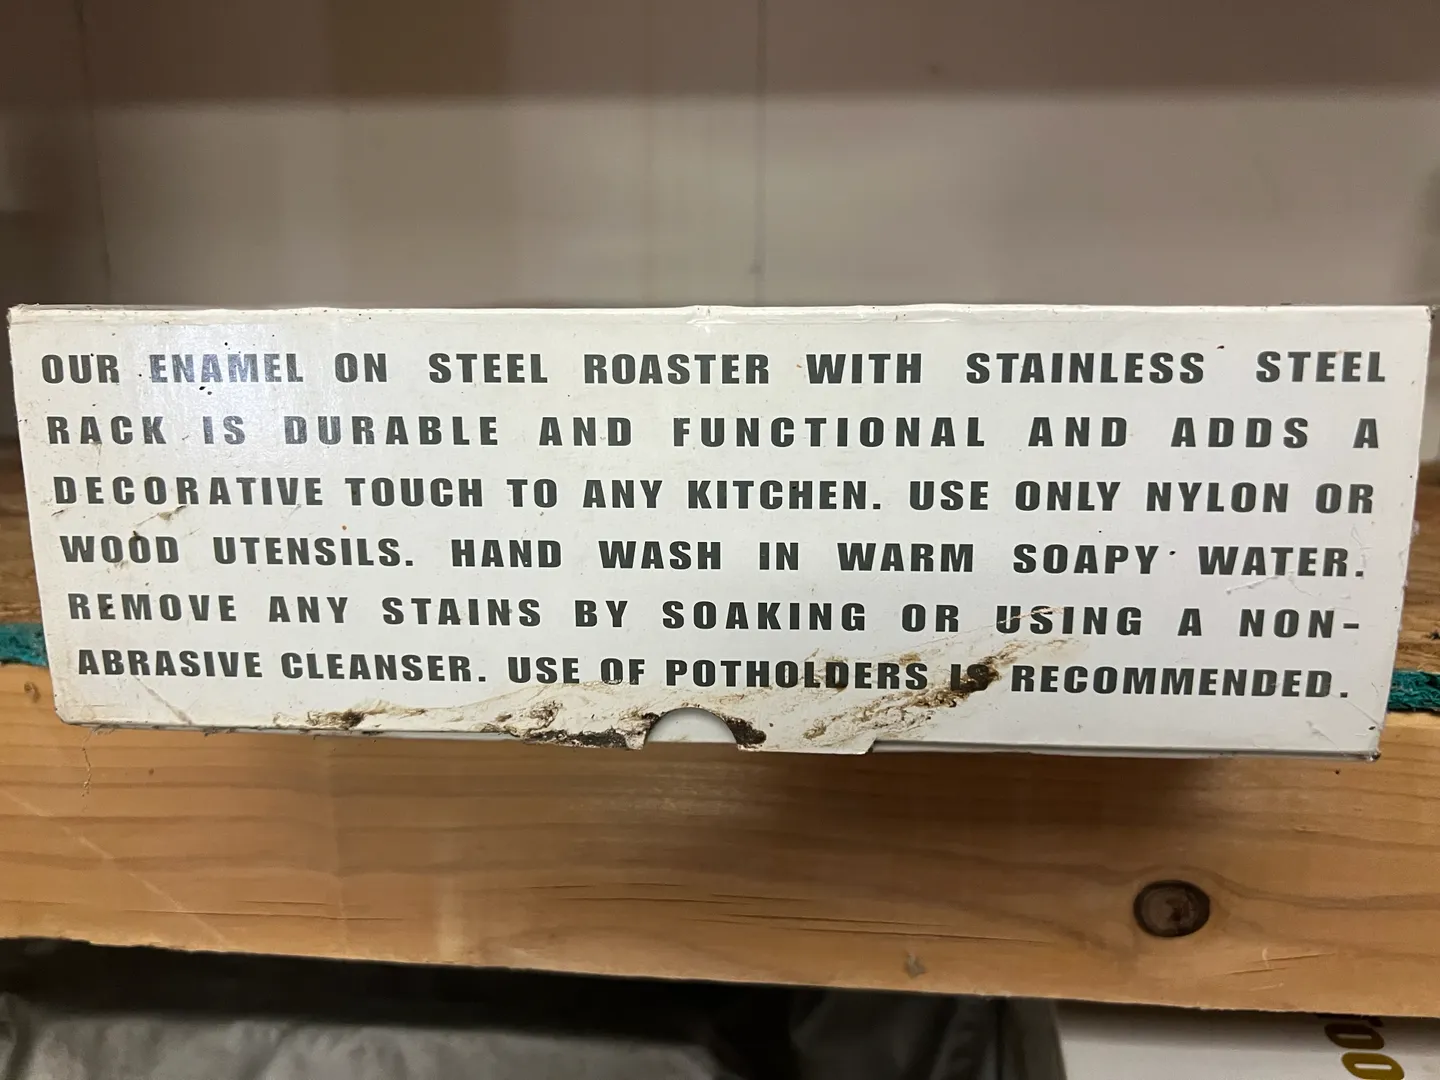 OUR ENAMEL ON STEEL ROASTER WITH STAINLESS STEEL
RACK IS DURABLE AND FUNCTIONAL AND ADDS A
DECORATIVE TOUCH TO ANY KITCHEN. USE ONLY NYLON OR
WOOD UTENSILS. HAND WASH IN WARM SOAPY WATER.
REMOVE ANY STAINS BY SOAKING OR USING A NON-
ABRASIVE CLEANSER. USE OF POTHOLDERS IS RECOMMENDED.